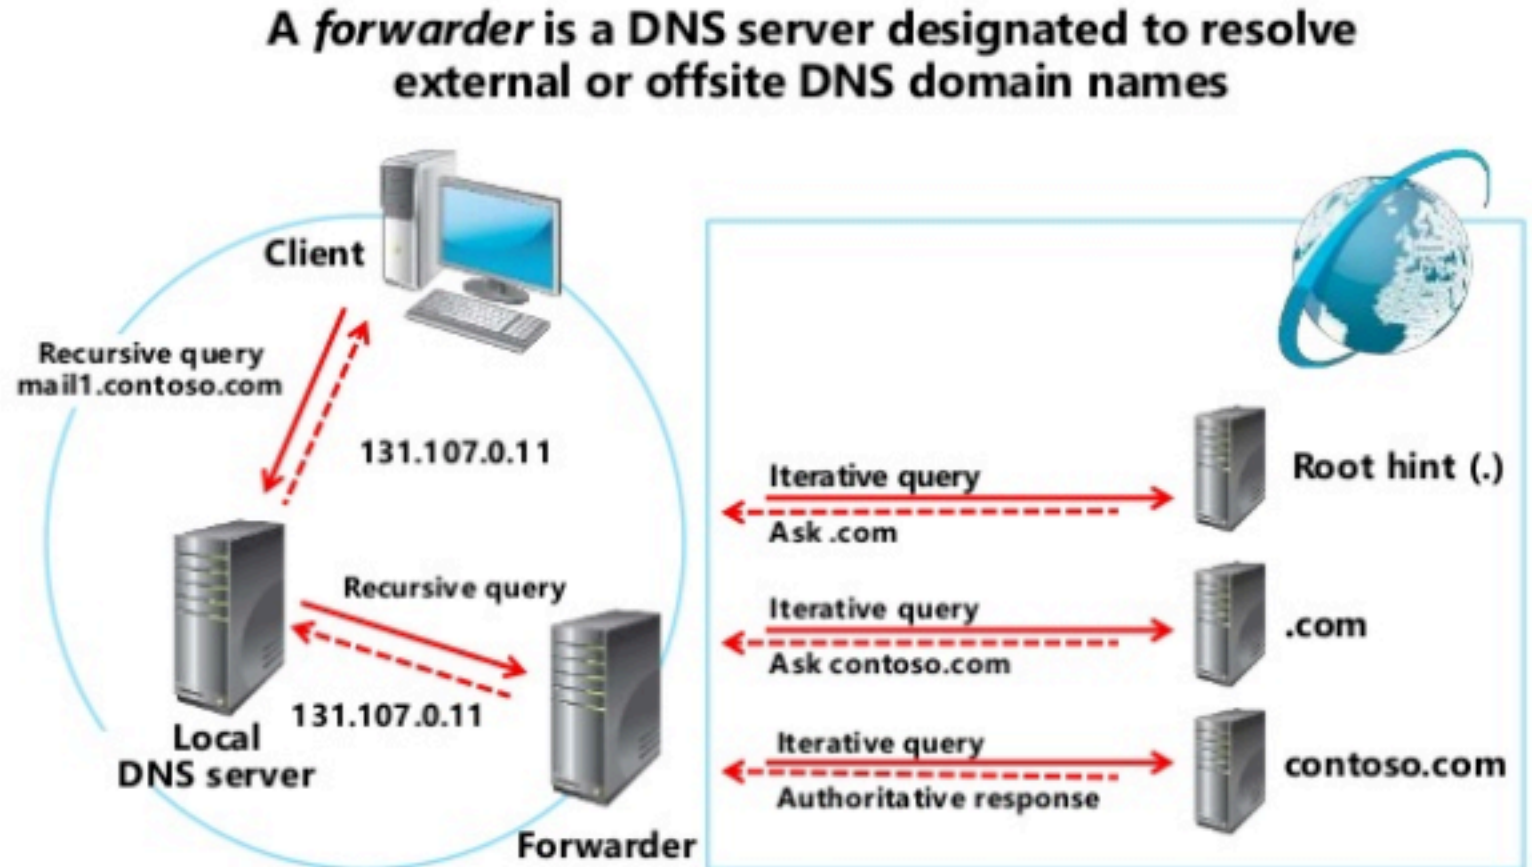 A forwarder is a DNS server designated to resolve
external or offsite DNS domain names
Client
Recursive query
mail1.contoso.com
131.107.0.11
Recursive query
131.107.0.11
Local
DNS server
Forwarder
Iterative query
Ask .com
Root hint (.)
Iterative query
Ask contoso.com
.com
Iterative query
Authoritative response
contoso.com